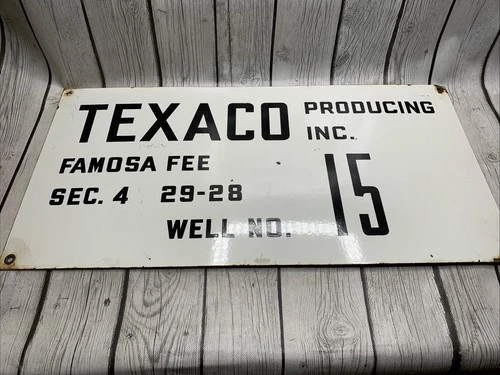 TEXACO PRODUCING INC.
FAMOSA FEE
SEC. 4 29-28
WELL NO. 15